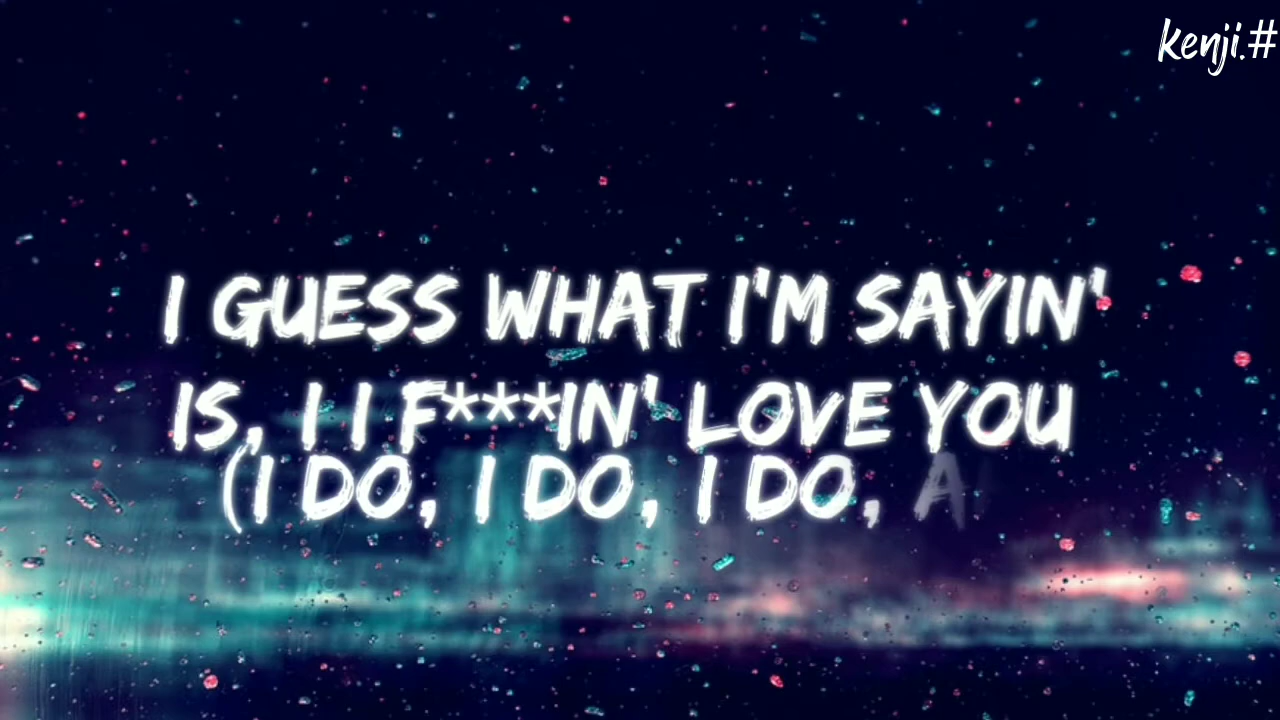 kenji.#
I GUESS WHAT I'M SAYIN'
IS, I I F***IN' LOVE YOU
(I DO, I DO, I DO, A